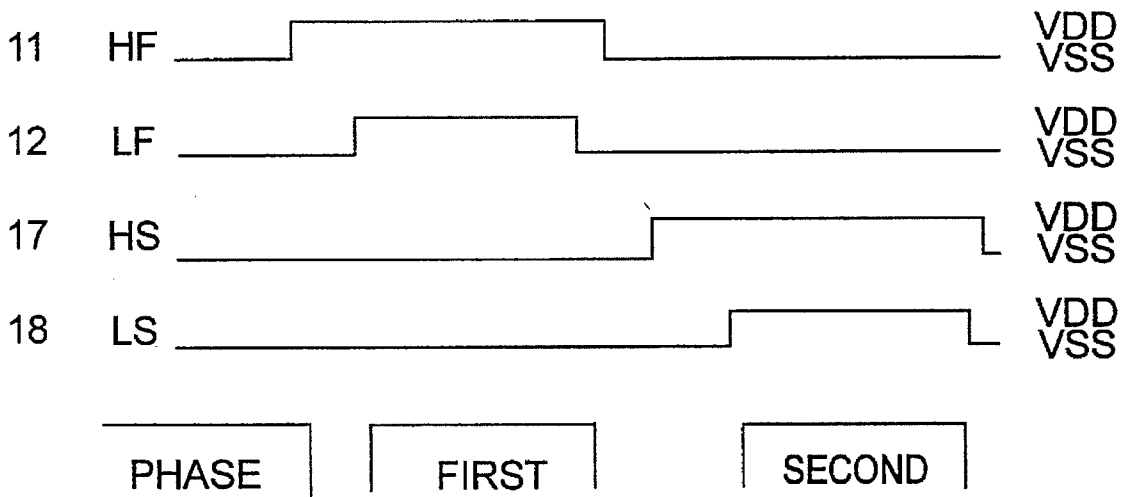 11 HF VDD
VSS
12 LF VDD
VSS
17 HS VDD
VSS
18 LS VDD
VSS
PHASE FIRST SECOND